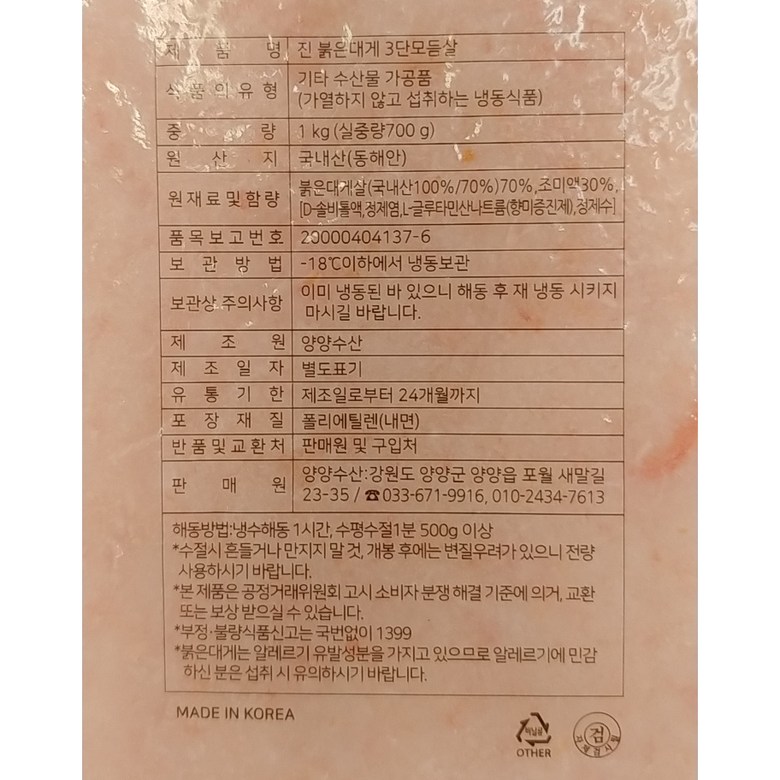 제품명 진 붉은대게 3단모듬살
식품의유형 기타 수산물 가공품
(가열하지 않고 섭취하는 냉동식품)
중량 1 kg (실중량700 g)
원산지 국내산(동해안)
원재료및함량 붉은대게살(국내산100%/70%)70%,조미액30%,
[D-솔비톨액,정제염,L-글루타민산나트륨(향미증진제),정제수]
품목보고번호 20000404137-6
보관방법 -18℃이하에서 냉동보관
보관상주의사항 이미 냉동된 바 있으니 해동 후 재 냉동 시키지
마시길 바랍니다.
제조원 양양수산
제조일자 별도표기
유통기한 제조일로부터 24개월까지
포장재질 폴리에틸렌(내면)
반품및교환처 판매원 및 구입처
판매원 양양수산:강원도 양양군 양양읍 포월 새말길
23-35 / ☎033-671-9916, 010-2434-7613
해동방법:냉수해동 1시간, 수평수절1분 500g 이상
*수절시 흔들거나 만지지 말 것, 개봉 후에는 변질우려가 있으니 전량
사용하시기 바랍니다.
*본 제품은 공정거래위원회 고시 소비자 분쟁 해결 기준에 의거, 교환
또는 보상 받으실 수 있습니다.
*부정·불량식품신고는 국번없이 1399
*붉은대게는 알레르기 유발성분을 가지고 있으므로 알레르기에 민감
하신 분은 섭취 시 유의하시기 바랍니다.
MADE IN KOREA
비닐류
OTHER
검